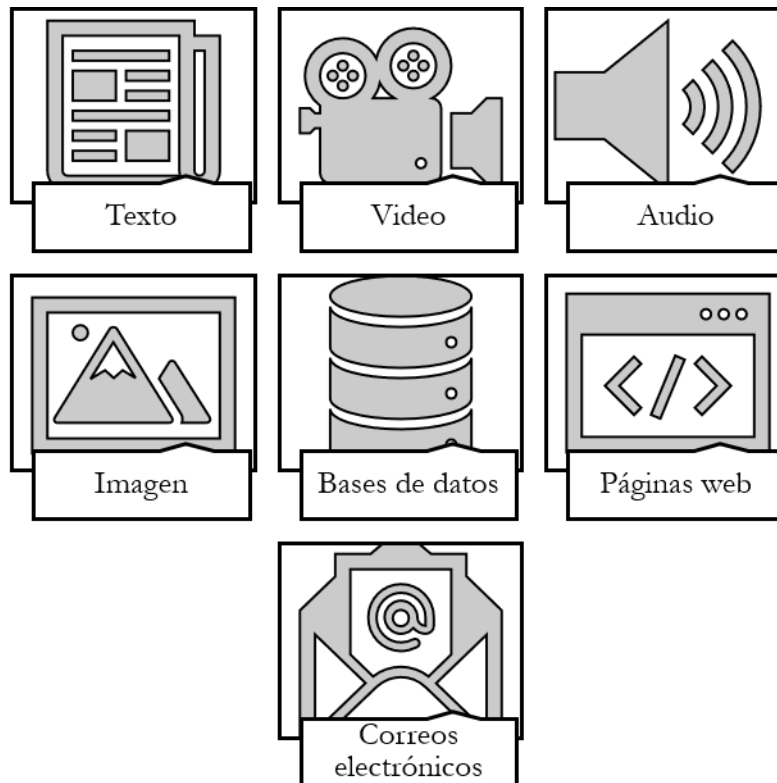 Texto
Video
Audio
Imagen
Bases de datos
Páginas web
@
Correos
electrónicos